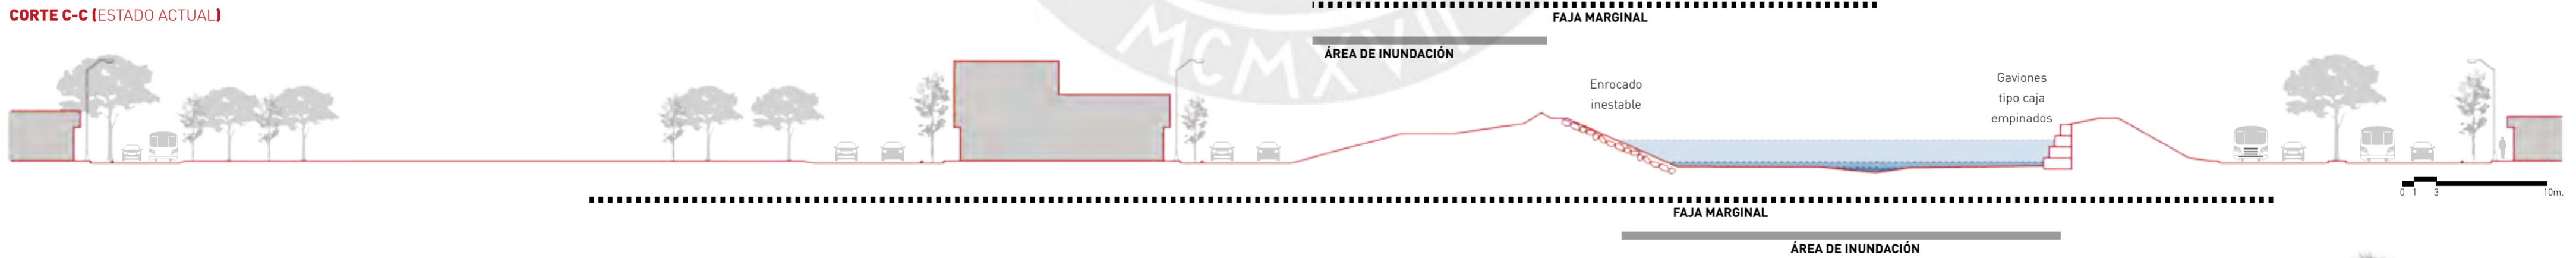 CORTE C-C (ESTADO ACTUAL)
FAJA MARGINAL
ÁREA DE INUNDACIÓN
MCMXVII
Enrocado
inestable
Gaviones
tipo caja
empinados
0 1 3 10m.
FAJA MARGINAL
ÁREA DE INUNDACIÓN